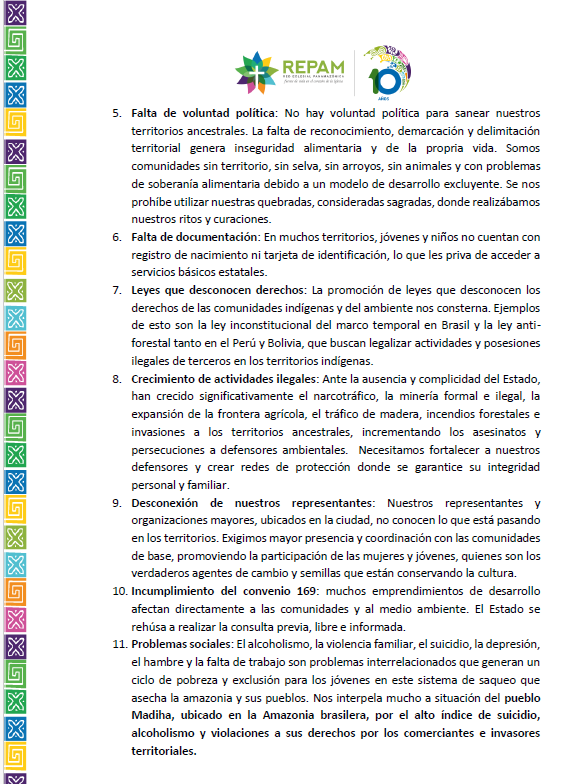 REPAM
RED ECLESIAL PANAMAZÓNICA
10
AÑOS
5. Falta de voluntad política: No hay voluntad política para sanear nuestros
territorios ancestrales. La falta de reconocimiento, demarcación y delimitación
territorial genera inseguridad alimentaria y de la propria vida. Somos
comunidades sin territorio, sin selva, sin arroyos, sin animales y con problemas
de soberanía alimentaria debido a un modelo de desarrollo excluyente. Se nos
prohíbe utilizar nuestras quebradas, consideradas sagradas, donde realizábamos
nuestros ritos y curaciones.
6. Falta de documentación: En muchos territorios, jóvenes y niños no cuentan con
registro de nacimiento ni tarjeta de identificación, lo que les priva de acceder a
servicios básicos estatales.
7. Leyes que desconocen derechos: La promoción de leyes que desconocen los
derechos de las comunidades indígenas y del ambiente nos consterna. Ejemplos
de esto son la ley inconstitucional del marco temporal en Brasil y la ley anti-
forestal tanto en el Perú y Bolivia, que buscan legalizar actividades y posesiones
ilegales de terceros en los territorios indígenas.
8. Crecimiento de actividades ilegales: Ante la ausencia y complicidad del Estado,
han crecido significativamente el narcotráfico, la minería formal e ilegal, la
expansión de la frontera agrícola, el tráfico de madera, incendios forestales e
invasiones a los territorios ancestrales, incrementando los asesinatos y
persecuciones a defensores ambientales. Necesitamos fortalecer a nuestros
defensores y crear redes de protección donde se garantice su integridad
personal y familiar.
9. Desconexión de nuestros representantes: Nuestros representantes y
organizaciones mayores, ubicados en la ciudad, no conocen lo que está pasando
en los territorios. Exigimos mayor presencia y coordinación con las comunidades
de base, promoviendo la participación de las mujeres y jóvenes, quienes son los
verdaderos agentes de cambio y semillas que están conservando la cultura.
10. Incumplimiento del convenio 169: muchos emprendimientos de desarrollo
afectan directamente a las comunidades y al medio ambiente. El Estado se
rehúsa a realizar la consulta previa, libre e informada.
11. Problemas sociales: El alcoholismo, la violencia familiar, el suicidio, la depresión,
el hambre y la falta de trabajo son problemas interrelacionados que generan un
ciclo de pobreza y exclusión para los jóvenes en este sistema de saqueo que
asecha la amazonia y sus pueblos. Nos interpela mucho a situación del pueblo
Madiha, ubicado en la Amazonia brasilera, por el alto índice de suicidio,
alcoholismo y violaciones a sus derechos por los comerciantes e invasores
territoriales.